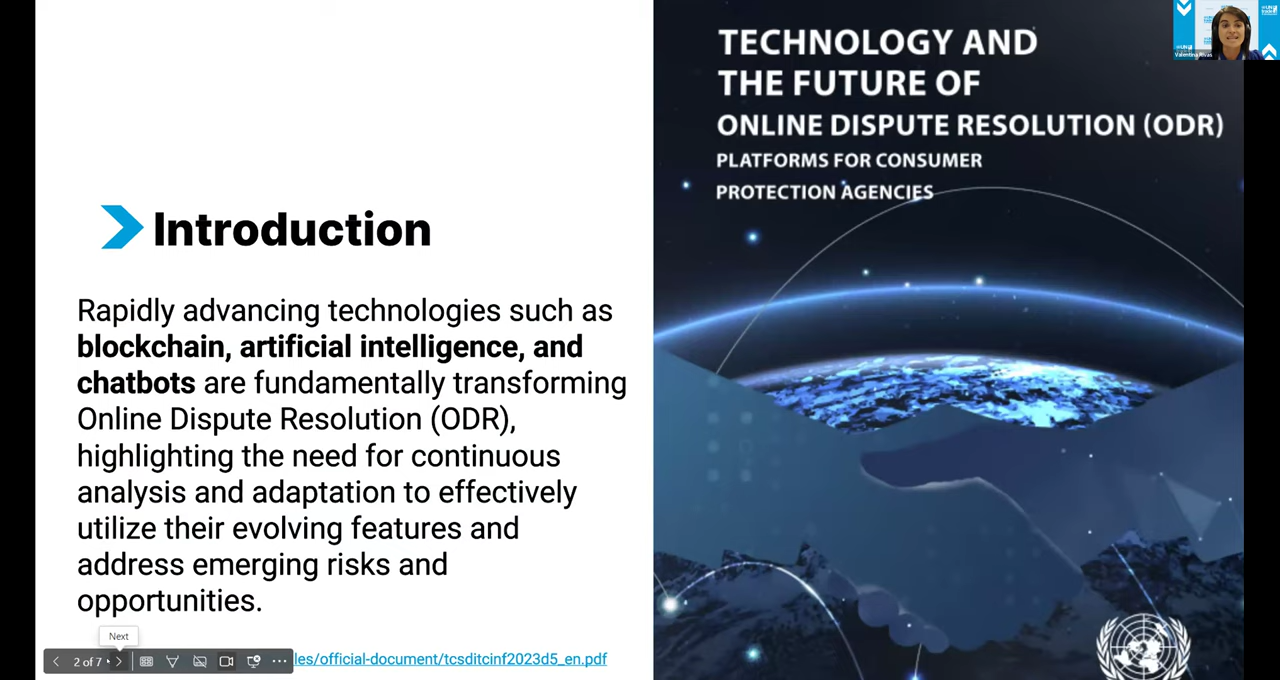 Introduction
Rapidly advancing technologies such as
blockchain, artificial intelligence, and
chatbots are fundamentally transforming
Online Dispute Resolution (ODR),
highlighting the need for continuous
analysis and adaptation to effectively
utilize their evolving features and
address emerging risks and
opportunities.
Next
2 of 7
les/official-document/tcsditcinf2023d5_en.pdf
TECHNOLOGY AND
THE FUTURE OF
ONLINE DISPUTE RESOLUTION (ODR)
PLATFORMS FOR CONSUMER
PROTECTION AGENCIES
Valentina Rivas